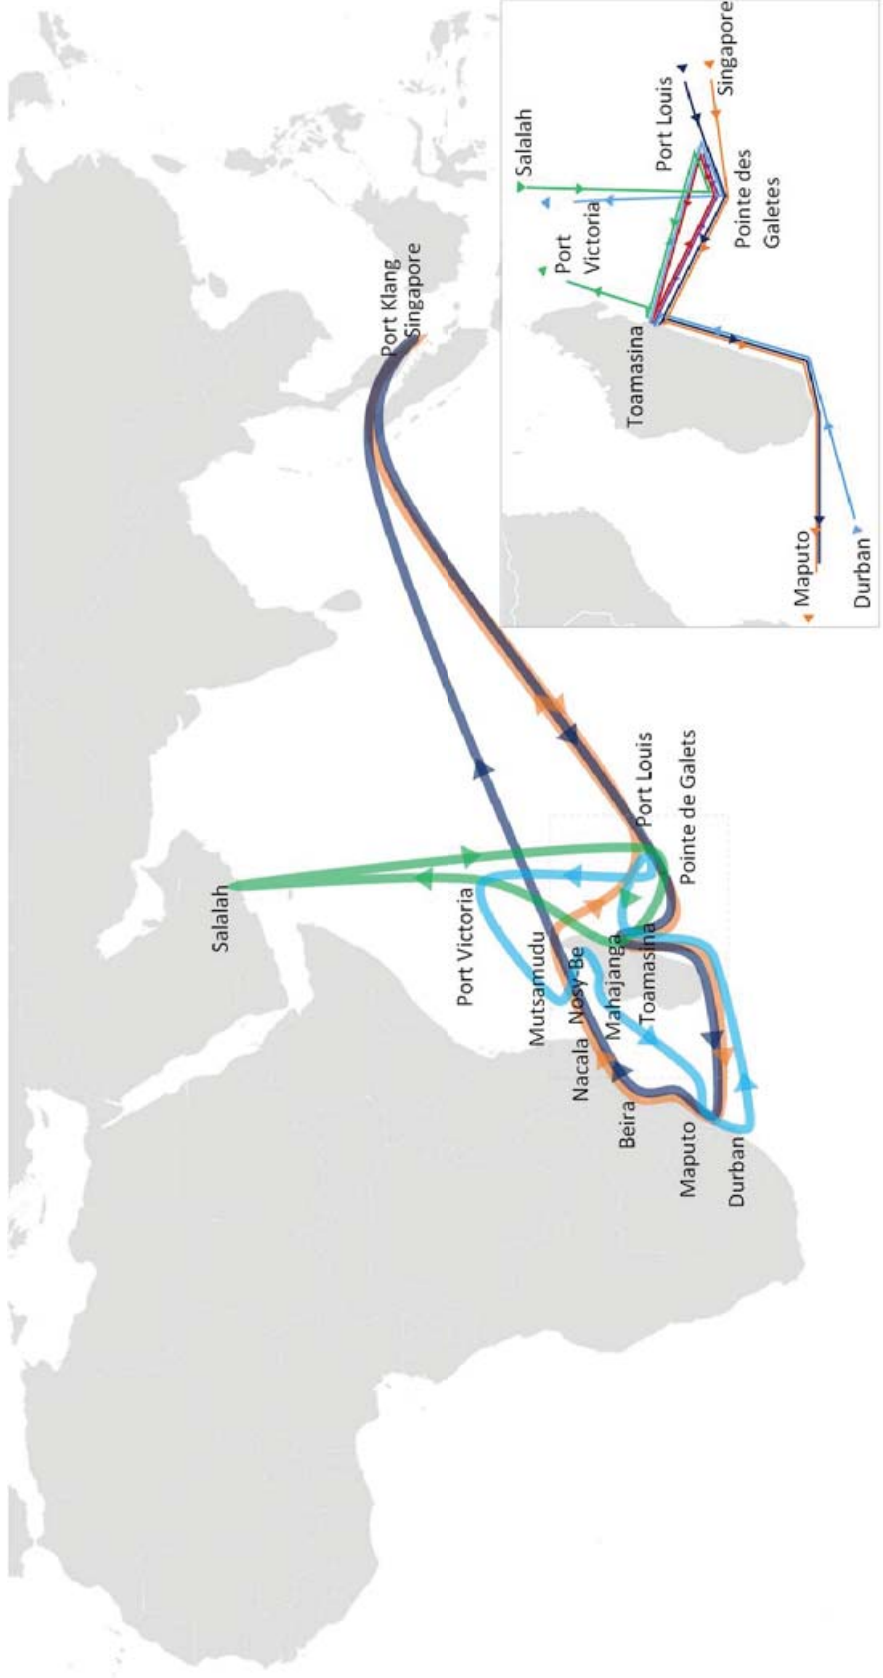 Salalah
Port Klang
Singapore
Port Victoria
Mutsamudu
Nosy-Be
Nacala
Mahajanga
Toamasina
Beira
Maputo
Durban
Port Louis
Pointe de Galets
Salalah
Port
Victoria
Port Louis
Singapore
Toamasina
Pointe des
Galetes
Maputo
Durban